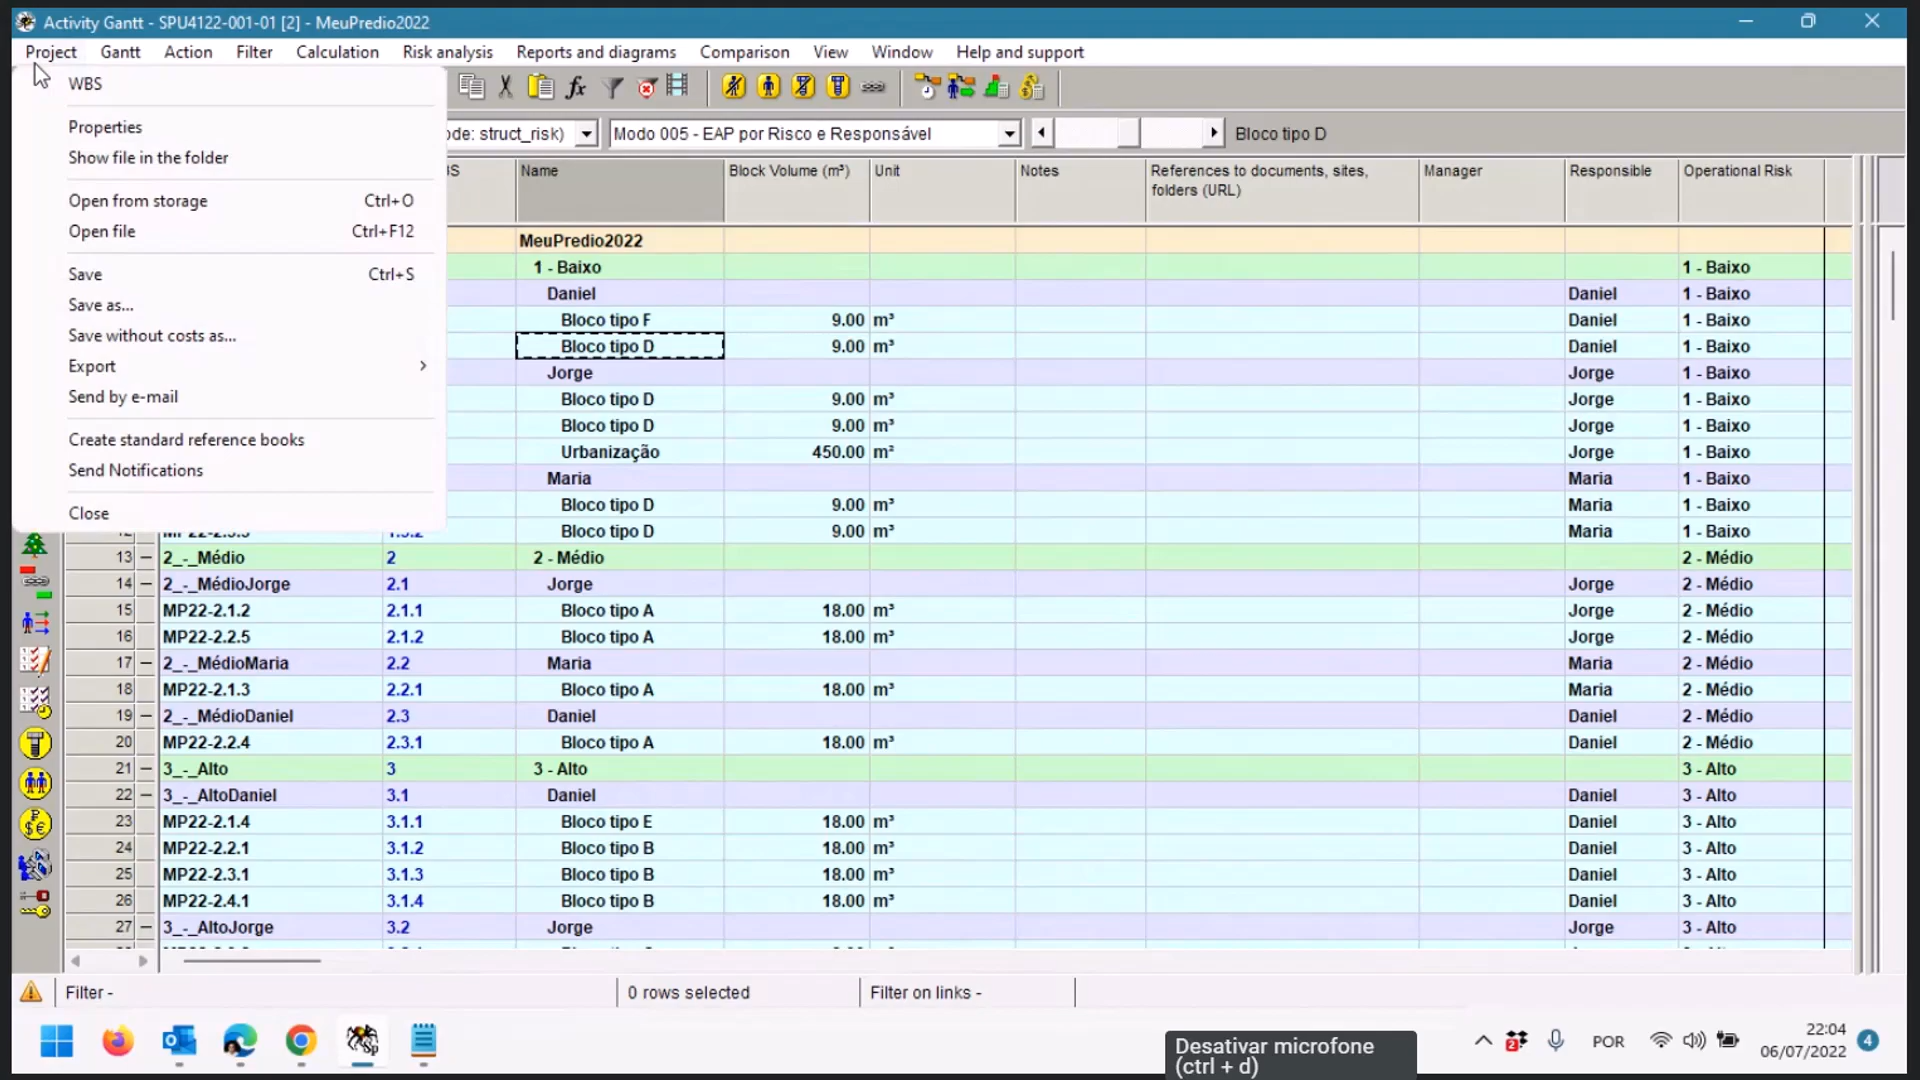 Activity Gantt - SPU4122-001-01 [2] - MeuPredio2022
Project Gantt Action Filter Calculation Risk analysis Reports and diagrams Comparison View Window Help and support
WBS
Properties
Show file in the folder
Open from storage Ctrl+O
Open file Ctrl+F12
Save Ctrl+S
Save as...
Save without costs as...
Export
Send by e-mail
Create standard reference books
Send Notifications
Close
ode: struct_risk) Modo 005 - EAP por Risco e Responsável Bloco tipo D
Name Block Volume (m³) Unit Notes References to documents, sites, folders (URL) Manager Responsible Operational Risk
MeuPredio2022
1 - Baixo 1 - Baixo
Daniel Daniel 1 - Baixo
Bloco tipo F 9.00 m³ Daniel 1 - Baixo
Bloco tipo D 9.00 m³ Daniel 1 - Baixo
Jorge Jorge 1 - Baixo
Bloco tipo D 9.00 m³ Jorge 1 - Baixo
Bloco tipo D 9.00 m³ Jorge 1 - Baixo
Urbanização 450.00 m² Jorge 1 - Baixo
Maria Maria 1 - Baixo
Bloco tipo D 9.00 m³ Maria 1 - Baixo
Bloco tipo D 9.00 m³ Maria 1 - Baixo
13 2_-_Médio 2 2 - Médio 2 - Médio
14 2_-_MédioJorge 2.1 Jorge Jorge 2 - Médio
15 MP22-2.1.2 2.1.1 Bloco tipo A 18.00 m³ Jorge 2 - Médio
16 MP22-2.2.5 2.1.2 Bloco tipo A 18.00 m³ Jorge 2 - Médio
17 2_-_MédioMaria 2.2 Maria Maria 2 - Médio
18 MP22-2.1.3 2.2.1 Bloco tipo A 18.00 m³ Maria 2 - Médio
19 2_-_MédioDaniel 2.3 Daniel Daniel 2 - Médio
20 MP22-2.2.4 2.3.1 Bloco tipo A 18.00 m³ Daniel 2 - Médio
21 3_-_Alto 3 3 - Alto 3 - Alto
22 3_-_AltoDaniel 3.1 Daniel Daniel 3 - Alto
23 MP22-2.1.4 3.1.1 Bloco tipo E 18.00 m³ Daniel 3 - Alto
24 MP22-2.2.1 3.1.2 Bloco tipo B 18.00 m³ Daniel 3 - Alto
25 MP22-2.3.1 3.1.3 Bloco tipo B 18.00 m³ Daniel 3 - Alto
26 MP22-2.4.1 3.1.4 Bloco tipo B 18.00 m³ Daniel 3 - Alto
27 3_-_AltoJorge 3.2 Jorge Jorge 3 - Alto
Filter - 0 rows selected Filter on links -
Desativar microfone
(ctrl + d)
POR
22:04
06/07/2022
4